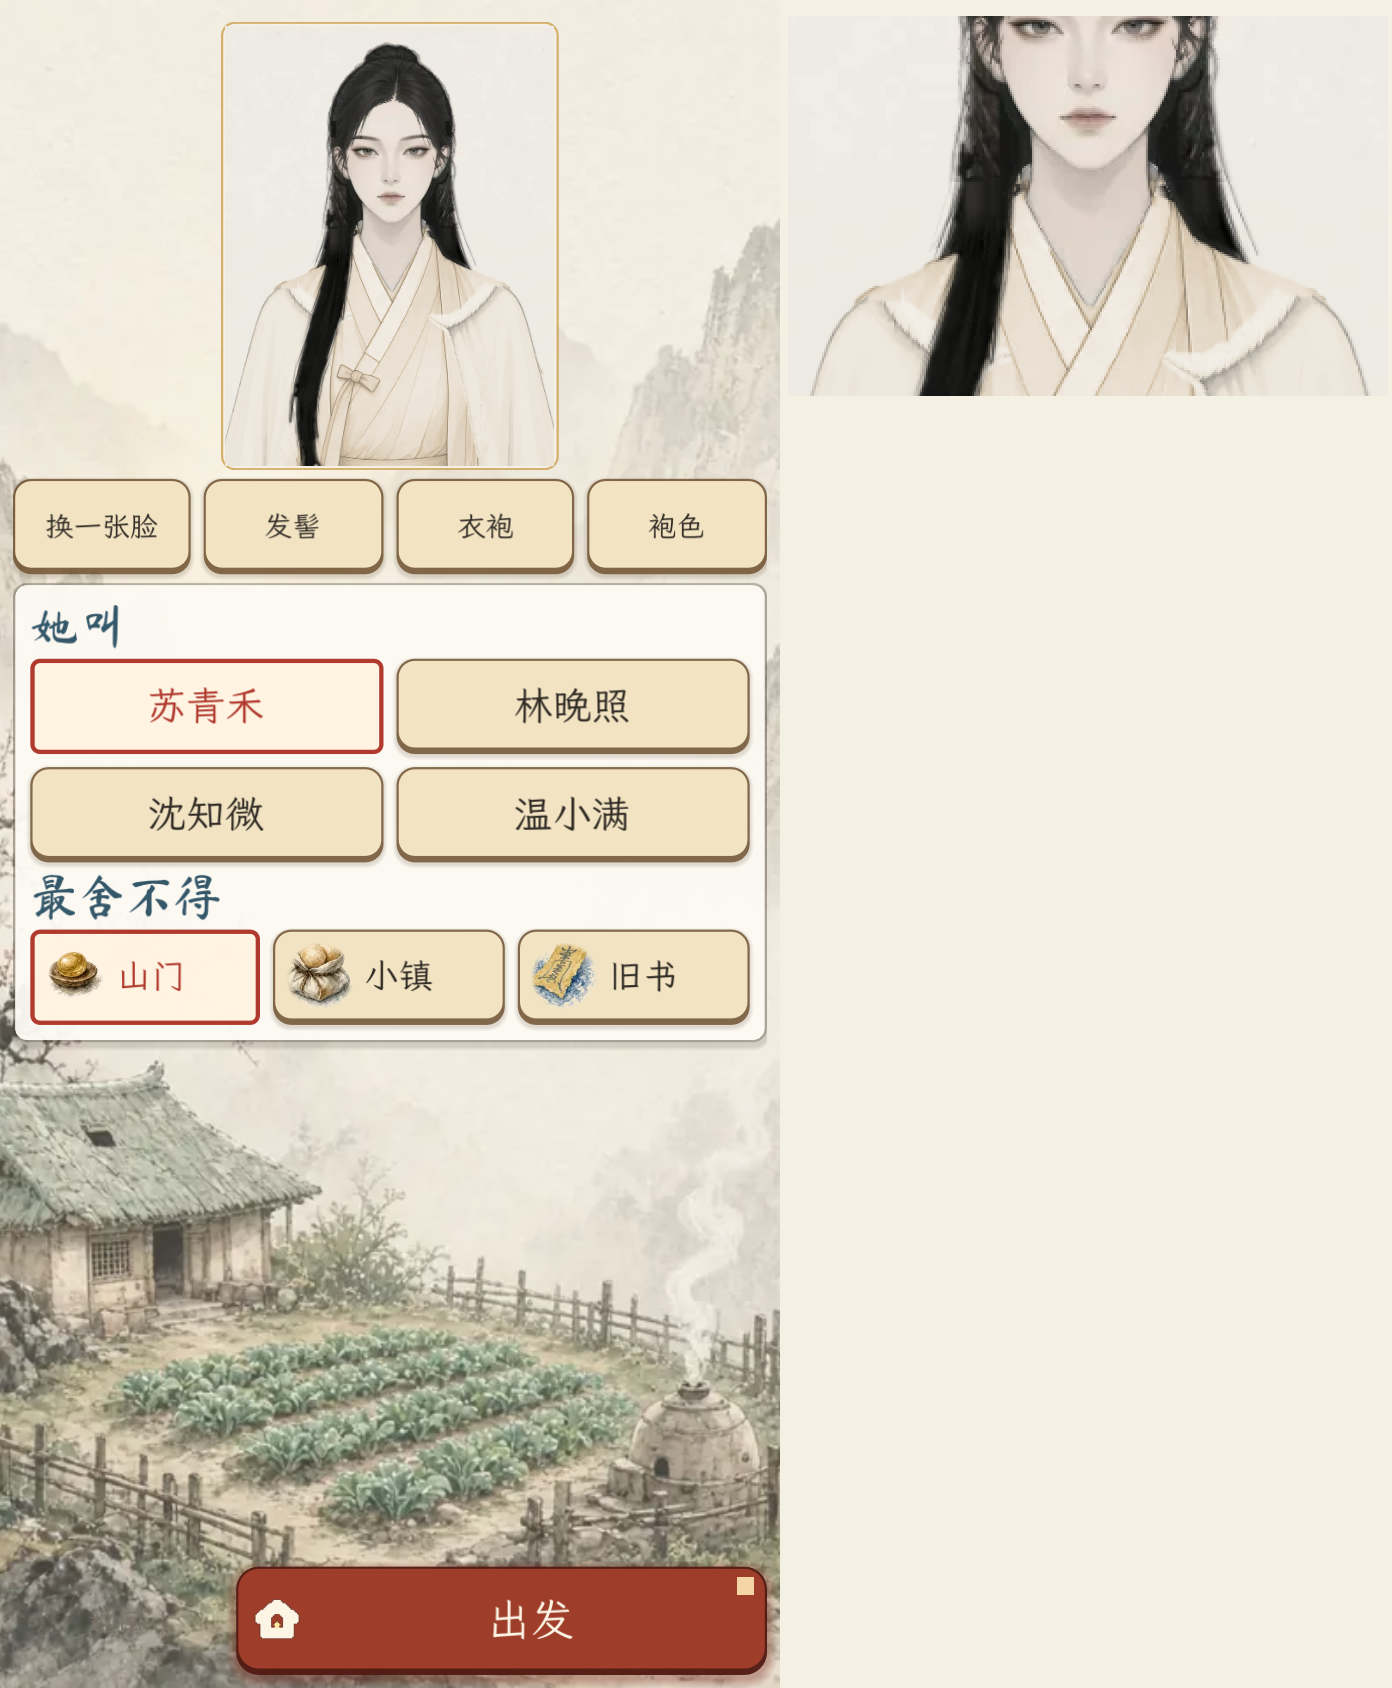 换一张脸 发髻 衣袍 袍色
她叫
苏青禾 林晚照
沈知微 温小满
最舍不得
山门 小镇 旧书
出发